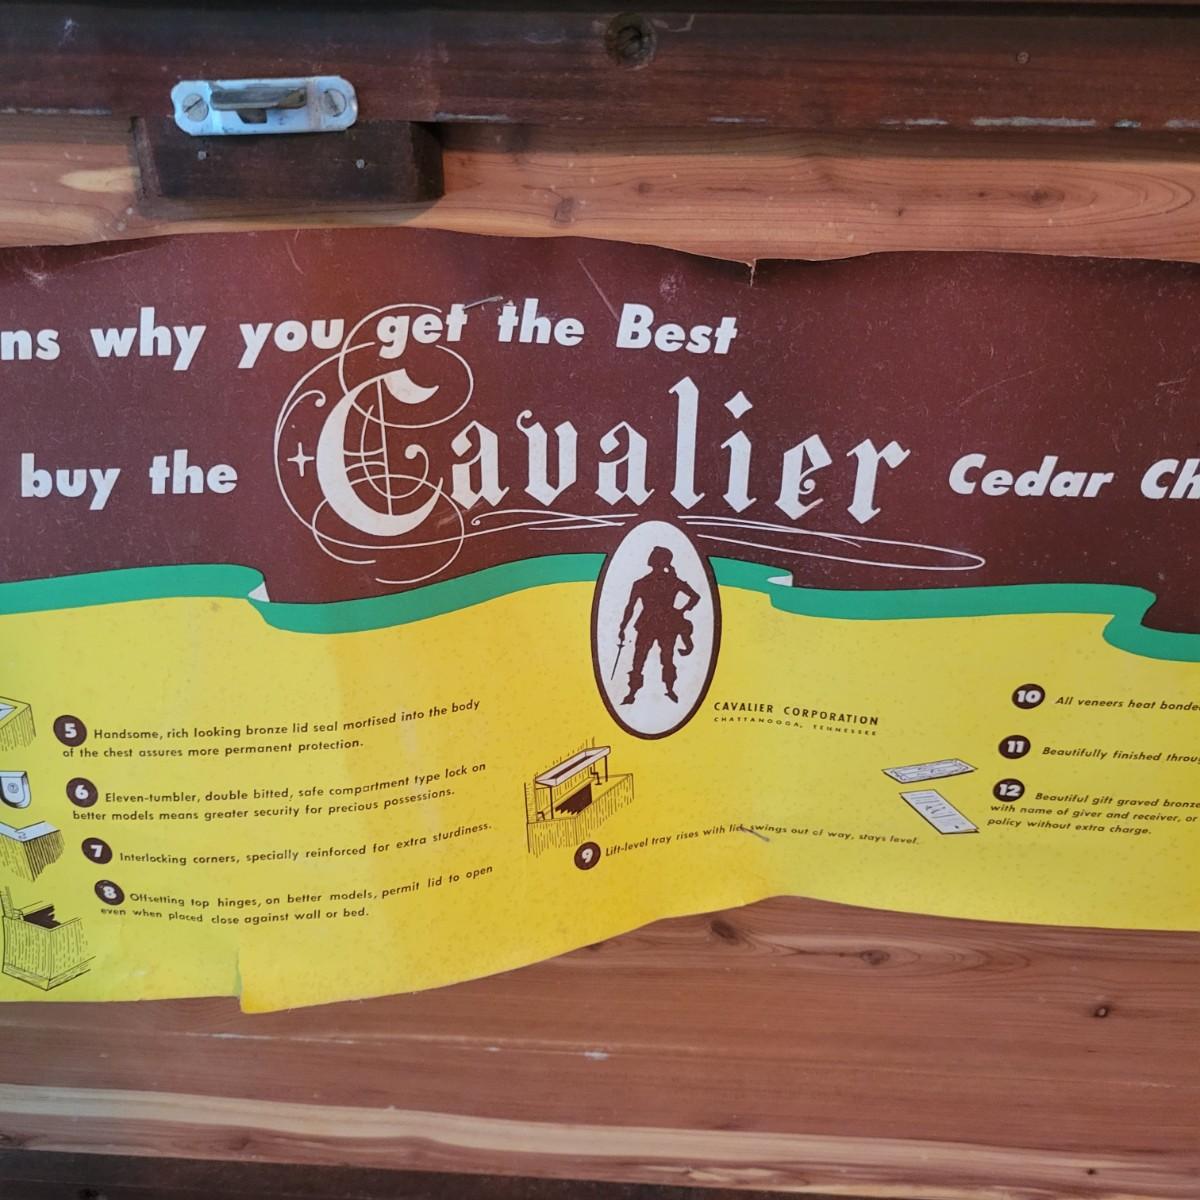 ns why you get the Best
buy the Cavalier Cedar Ch
CAVALIER CORPORATION
CHATTANOOGA, TENNESSEE
5 Handsome, rich looking bronze lid seal mortised into the body
of the chest assures more permanent protection.
6 Eleven-tumbler, double bitted, safe compartment type lock on
better models means greater security for precious possessions.
7 Interlocking corners, specially reinforced for extra sturdiness.
8 Offsetting top hinges, on better models, permit lid to open
even when placed close against wall or bed.
9 Lift-level tray rises with lid, swings out of way, stays level.
10 All veneers heat bonde
11 Beautifully finished throu
12 Beautiful gift graved bronze
with name of giver and receiver, or
policy without extra charge.